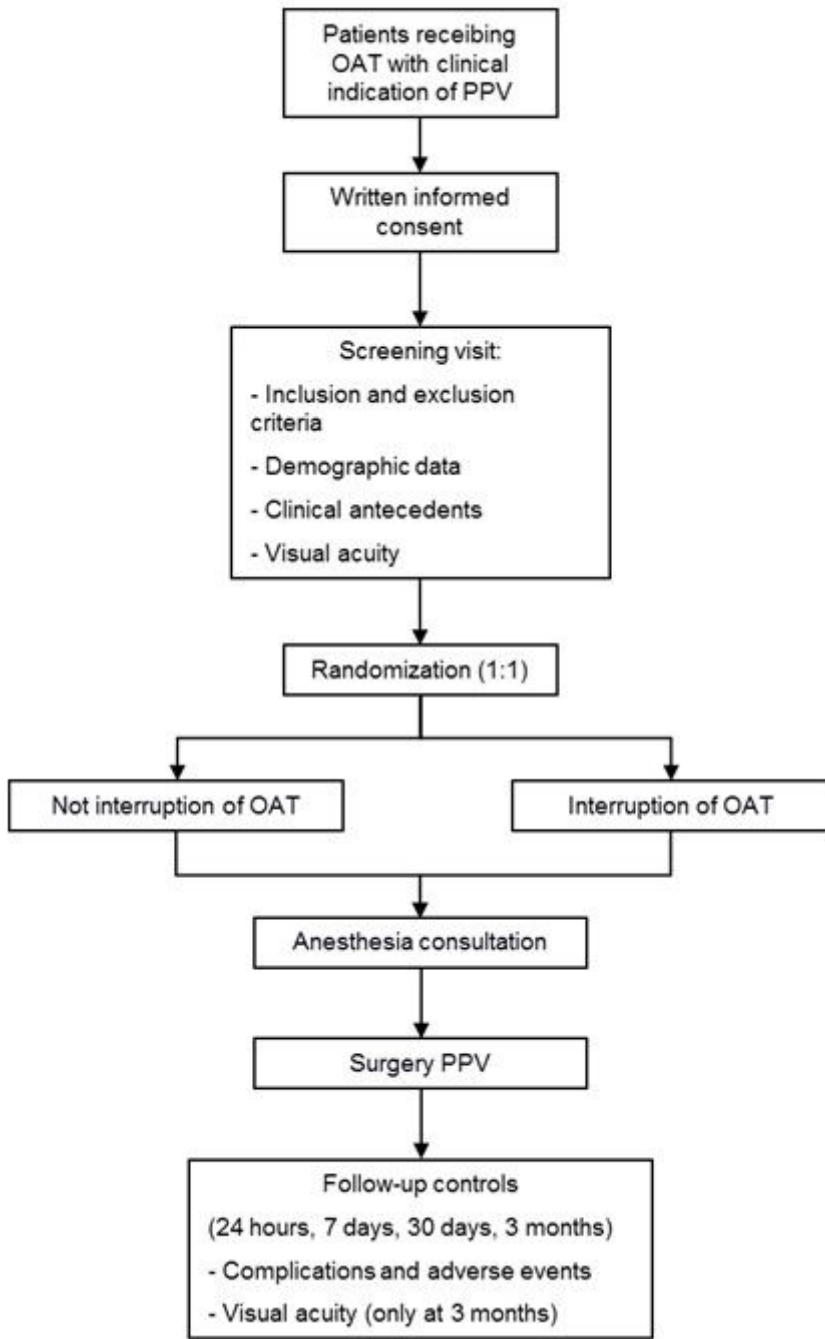 Patients receibing
OAT with clinical
indication of PPV
Written informed
consent
Screening visit:
- Inclusion and exclusion
criteria
- Demographic data
- Clinical antecedents
- Visual acuity
Randomization (1:1)
Not interruption of OAT
Interruption of OAT
Anesthesia consultation
Surgery PPV
Follow-up controls
(24 hours, 7 days, 30 days, 3 months)
- Complications and adverse events
- Visual acuity (only at 3 months)